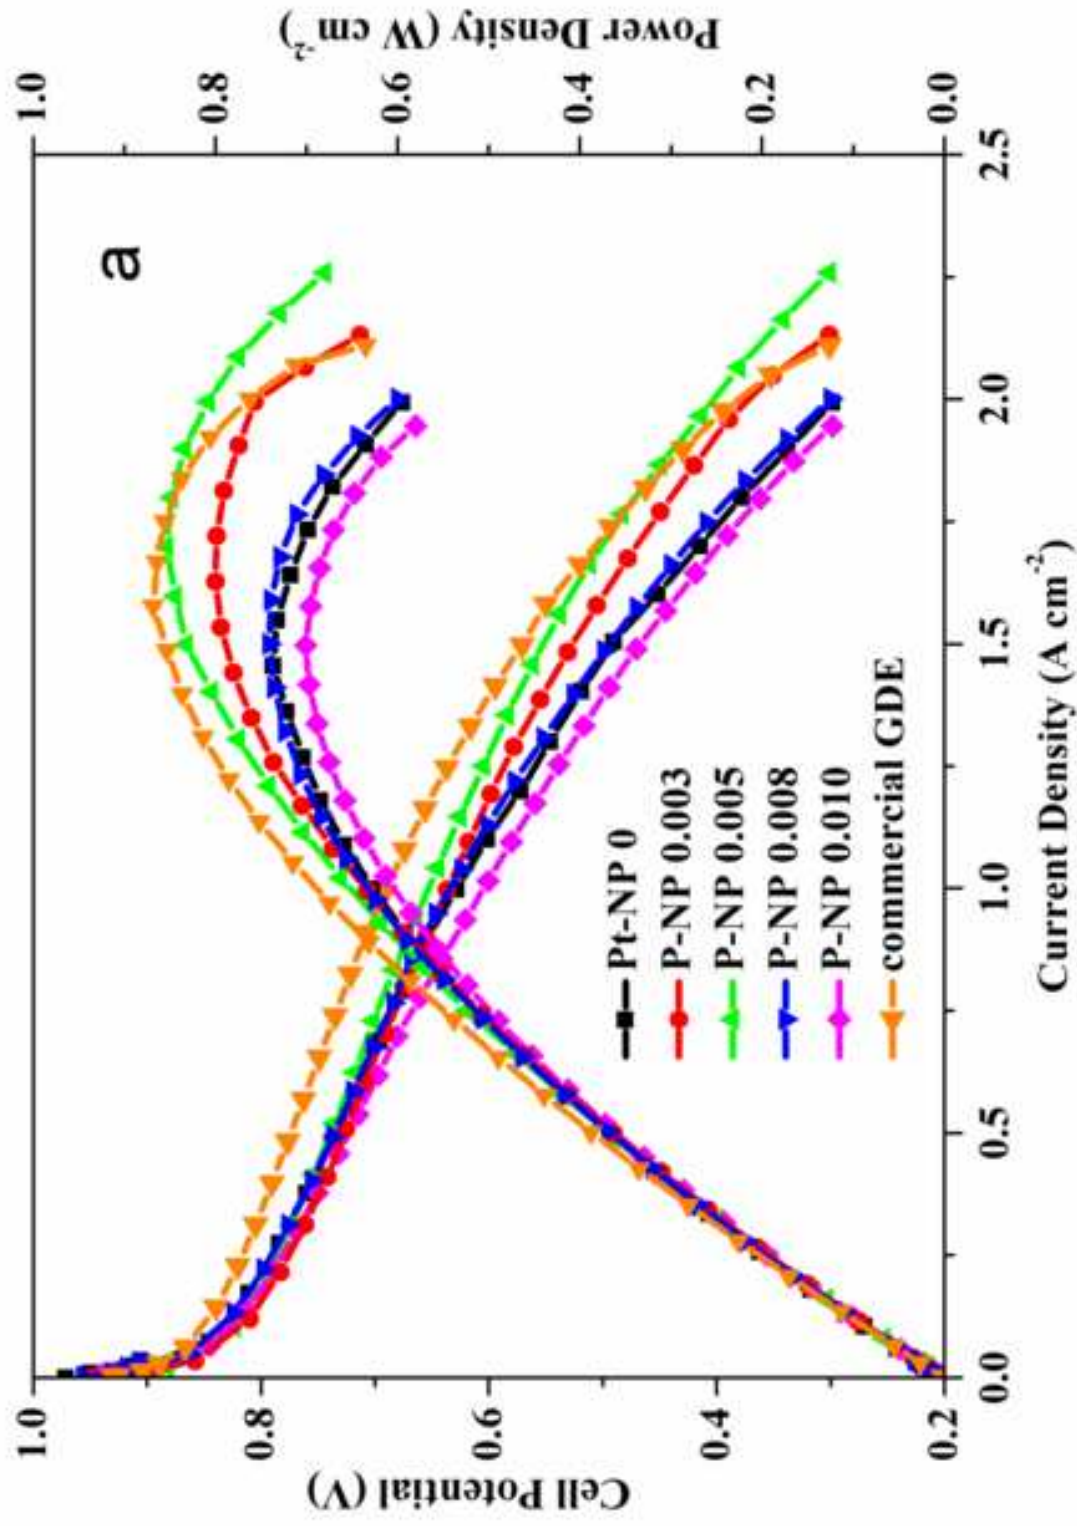 a
Cell Potential (V)
1.0
0.8
0.6
0.4
0.2
Power Density (W cm-2)
1.0
0.8
0.6
0.4
0.2
0.0
0.0
0.5
1.0
1.5
2.0
2.5
Current Density (A cm-2)
Pt-NP 0
P-NP 0.003
P-NP 0.005
P-NP 0.008
P-NP 0.010
commercial GDE